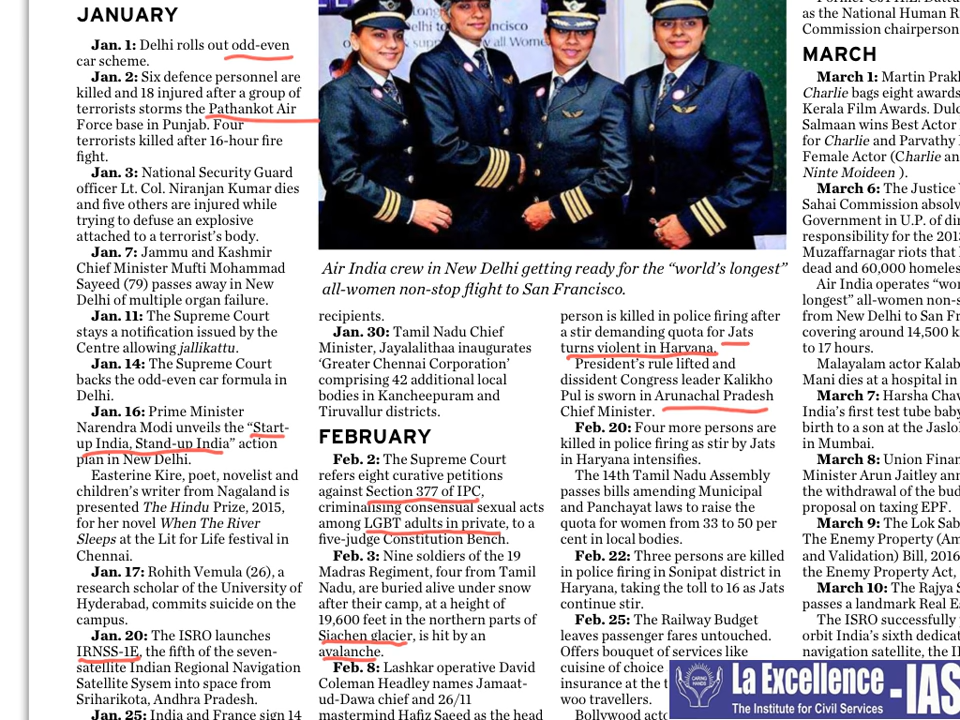 JANUARY
Jan. 1: Delhi rolls out odd-even
car scheme.
Jan. 2: Six defence personnel are
killed and 18 injured after a group of
terrorists storms the Pathankot Air
Force base in Punjab. Four
terrorists killed after 16-hour fire
fight.
Jan. 3: National Security Guard
officer Lt. Col. Niranjan Kumar dies
and five others are injured while
trying to defuse an explosive
attached to a terrorist's body.
Jan. 7: Jammu and Kashmir
Chief Minister Mufti Mohammad
Sayeed (79) passes away in New
Delhi of multiple organ failure.
Jan. 11: The Supreme Court
stays a notification issued by the
Centre allowing jallikattu.
Jan. 14: The Supreme Court
backs the odd-even car formula in
Delhi.
Jan. 16: Prime Minister
Narendra Modi unveils the “Start-
up India, Stand-up India” action
plan in New Delhi.
Easterine Kire, poet, novelist and
children's writer from Nagaland is
presented The Hindu Prize, 2015,
for her novel When The River
Sleeps at the Lit for Life festival in
Chennai.
Jan. 17: Rohith Vemula (26), a
research scholar of the University of
Hyderabad, commits suicide on the
campus.
Jan. 20: The ISRO launches
IRNSS-1E, the fifth of the seven-
satellite Indian Regional Navigation
Satellite Sysem into space from
Sriharikota, Andhra Pradesh.
Jan. 25: India and France sign 14
Air India crew in New Delhi getting ready for the “world's longest”
all-women non-stop flight to San Francisco.
recipients.
Jan. 30: Tamil Nadu Chief
Minister, Jayalalithaa inaugurates
‘Greater Chennai Corporation’
comprising 42 additional local
bodies in Kancheepuram and
Tiruvallur districts.
FEBRUARY
Feb. 2: The Supreme Court
refers eight curative petitions
against Section 377 of IPC,
criminalising consensual sexual acts
among LGBT adults in private, to a
five-judge Constitution Bench.
Feb. 3: Nine soldiers of the 19
Madras Regiment, four from Tamil
Nadu, are buried alive under snow
after their camp, at a height of
19,600 feet in the northern parts of
Siachen glacier, is hit by an
avalanche.
Feb. 8: Lashkar operative David
Coleman Headley names Jamaat-
ud-Dawa chief and 26/11
mastermind Hafiz Saeed as the head
person is killed in police firing after
a stir demanding quota for Jats
turns violent in Haryana.
President's rule lifted and
dissident Congress leader Kalikho
Pul is sworn in Arunachal Pradesh
Chief Minister.
Feb. 20: Four more persons are
killed in police firing as stir by Jats
in Haryana intensifies.
The 14th Tamil Nadu Assembly
passes bills amending Municipal
and Panchayat laws to raise the
quota for women from 33 to 50 per
cent in local bodies.
Feb. 22: Three persons are killed
in police firing in Sonipat district in
Haryana, taking the toll to 16 as Jats
continue stir.
Feb. 25: The Railway Budget
leaves passenger fares untouched.
Offers bouquet of services like
cuisine of choice
insurance at the
woo travellers.
Bollywood
as the National Human R
Commission chairperson
MARCH
March 1: Martin Prak
Charlie bags eight awards
Kerala Film Awards. Dulq
Salmaan wins Best Actor
for Charlie and Parvathy
Female Actor (Charlie an
Ninte Moideen ).
March 6: The Justice
Sahai Commission absolv
Government in U.P. of di
responsibility for the 201
Muzaffarnagar riots that
dead and 60,000 homeles
Air India operates “wor
longest” all-women non-s
from New Delhi to San F
covering around 14,500 k
to 17 hours.
Malayalam actor Kalab
Mani dies at a hospital in
March 7: Harsha Chav
India's first test tube baby
birth to a son at the Jaslo
in Mumbai.
March 8: Union Finan
Minister Arun Jaitley ann
the withdrawal of the bud
proposal on taxing EPF.
March 9: The Lok Sab
The Enemy Property (Am
and Validation) Bill, 2016
the Enemy Property Act,
March 10: The Rajya S
passes a landmark Real E
The ISRO successfully
orbit India's sixth dedicat
navigation satellite, the I
CARING HANDS
La Excellence -IAS
The Institute for Civil Services